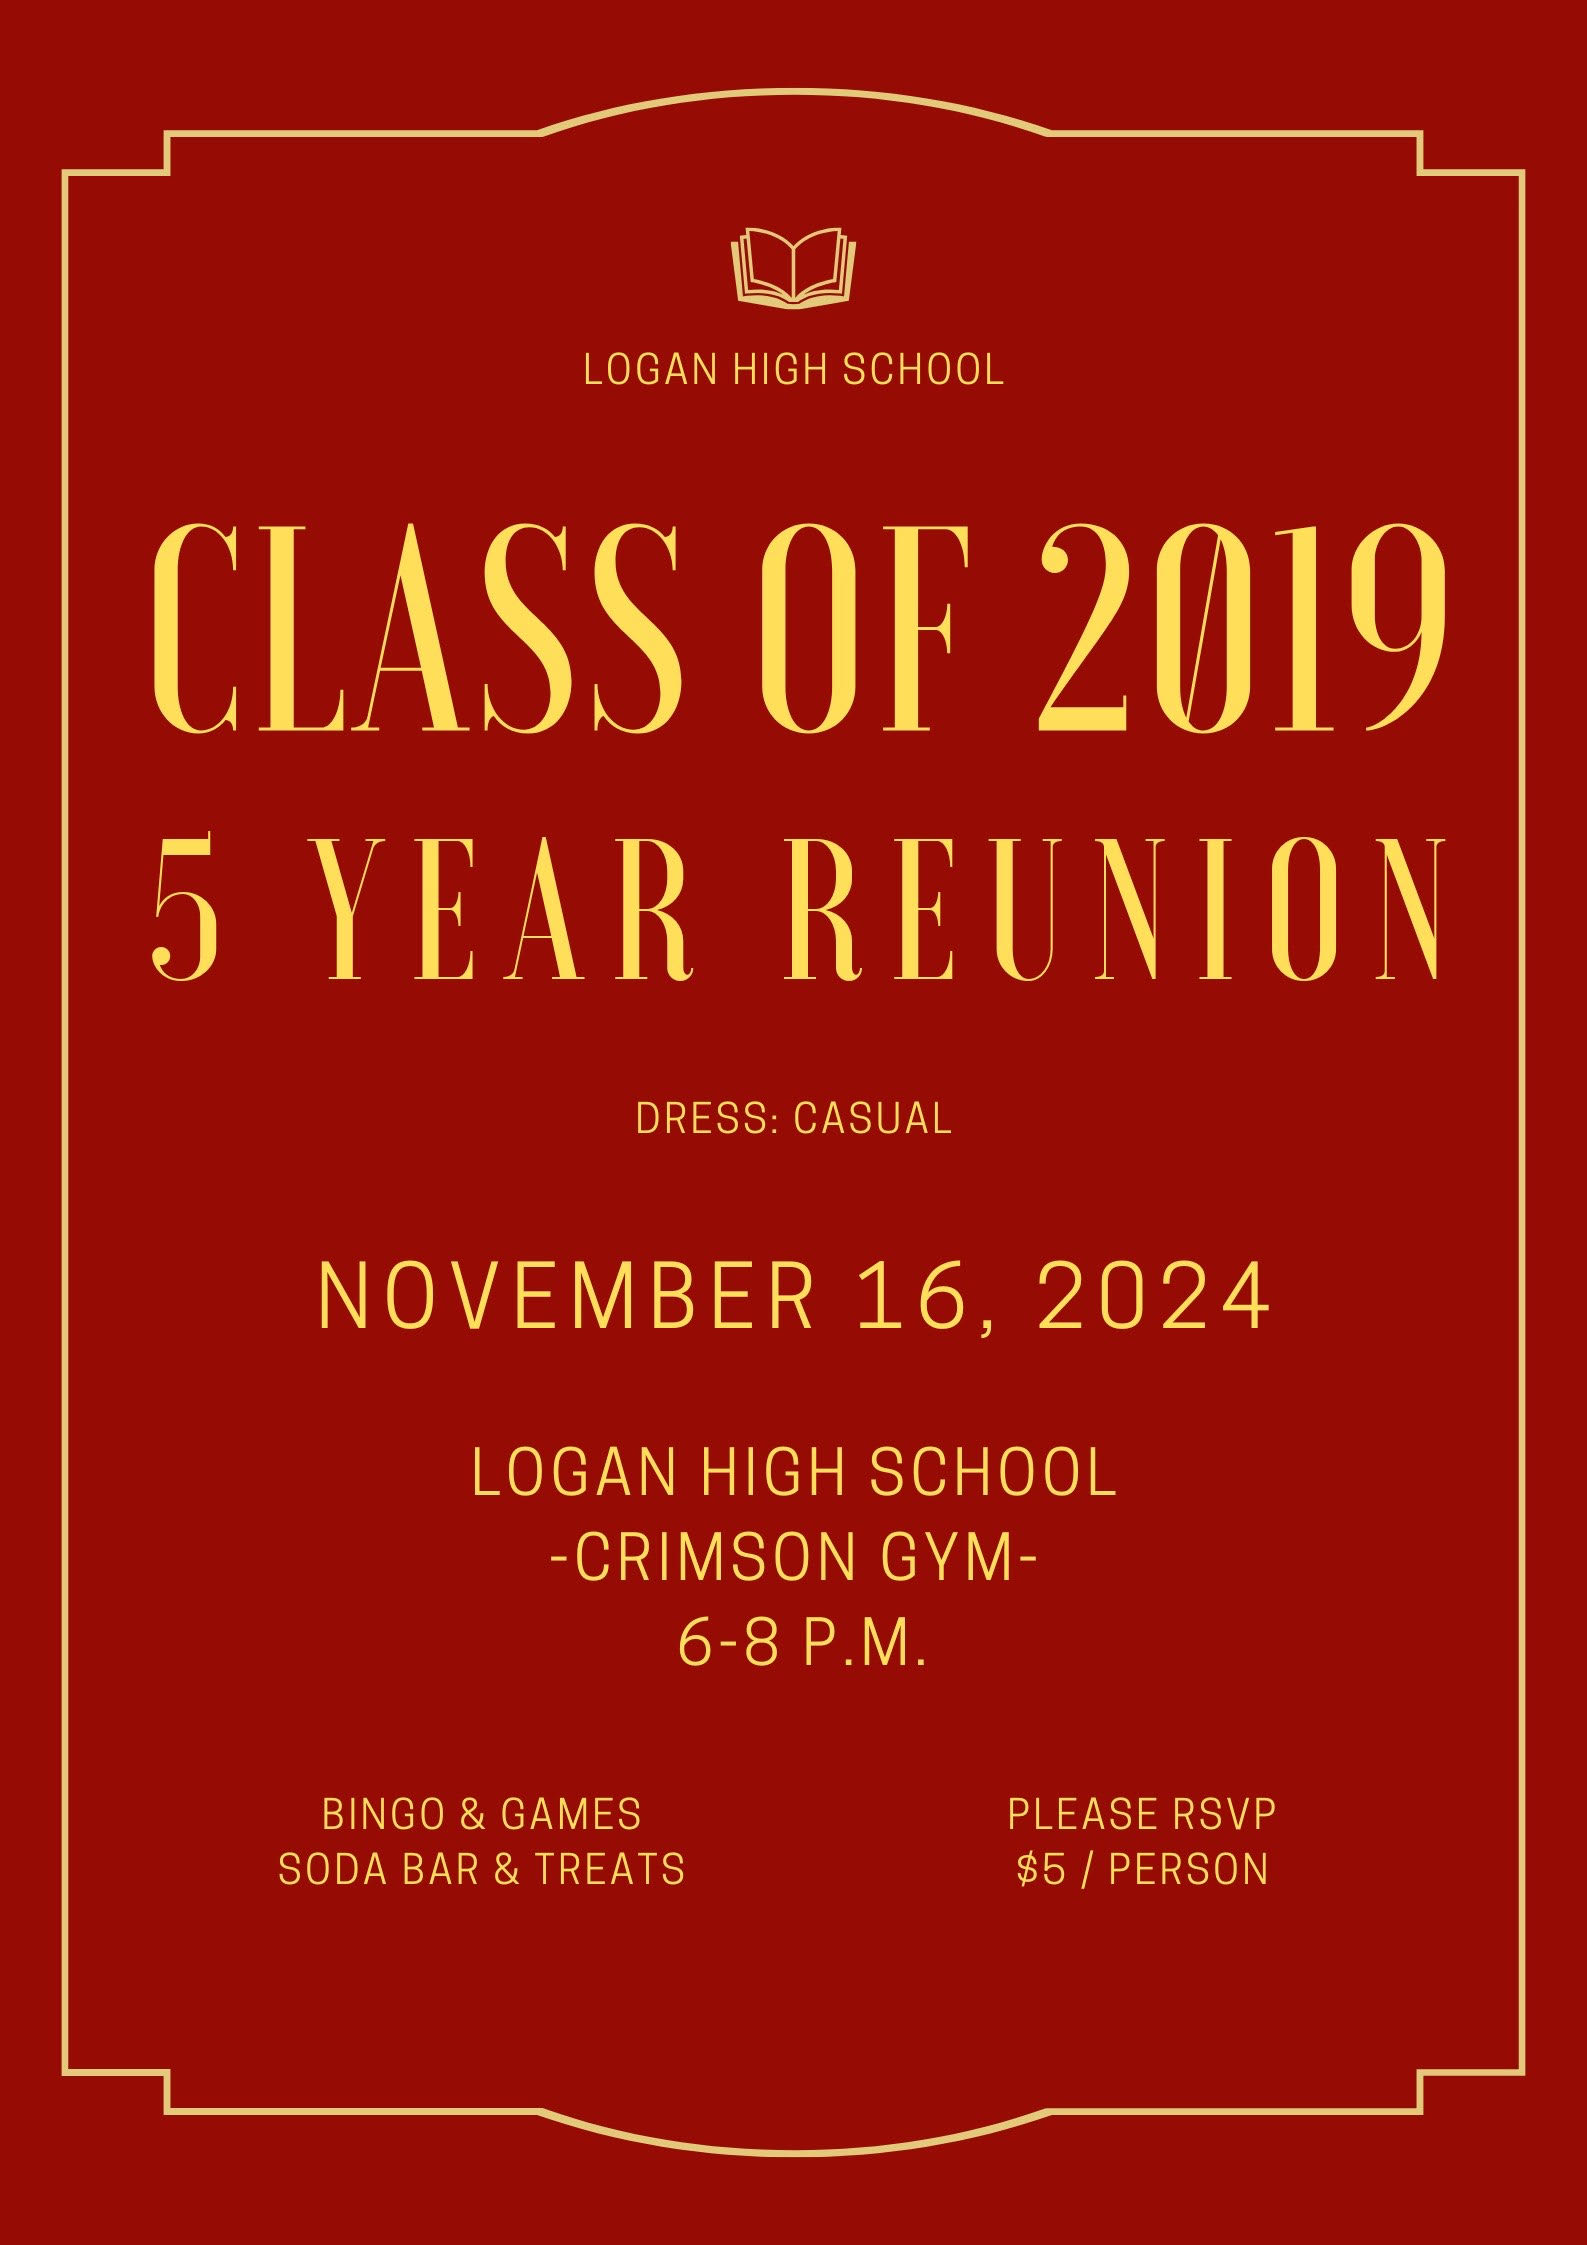 LOGAN HIGH SCHOOL
CLASS OF 2019
5 YEAR REUNION
DRESS: CASUAL
NOVEMBER 16, 2024
LOGAN HIGH SCHOOL
-CRIMSON GYM-
6-8 P.M.
BINGO & GAMES
SODA BAR & TREATS
PLEASE RSVP
$5 / PERSON